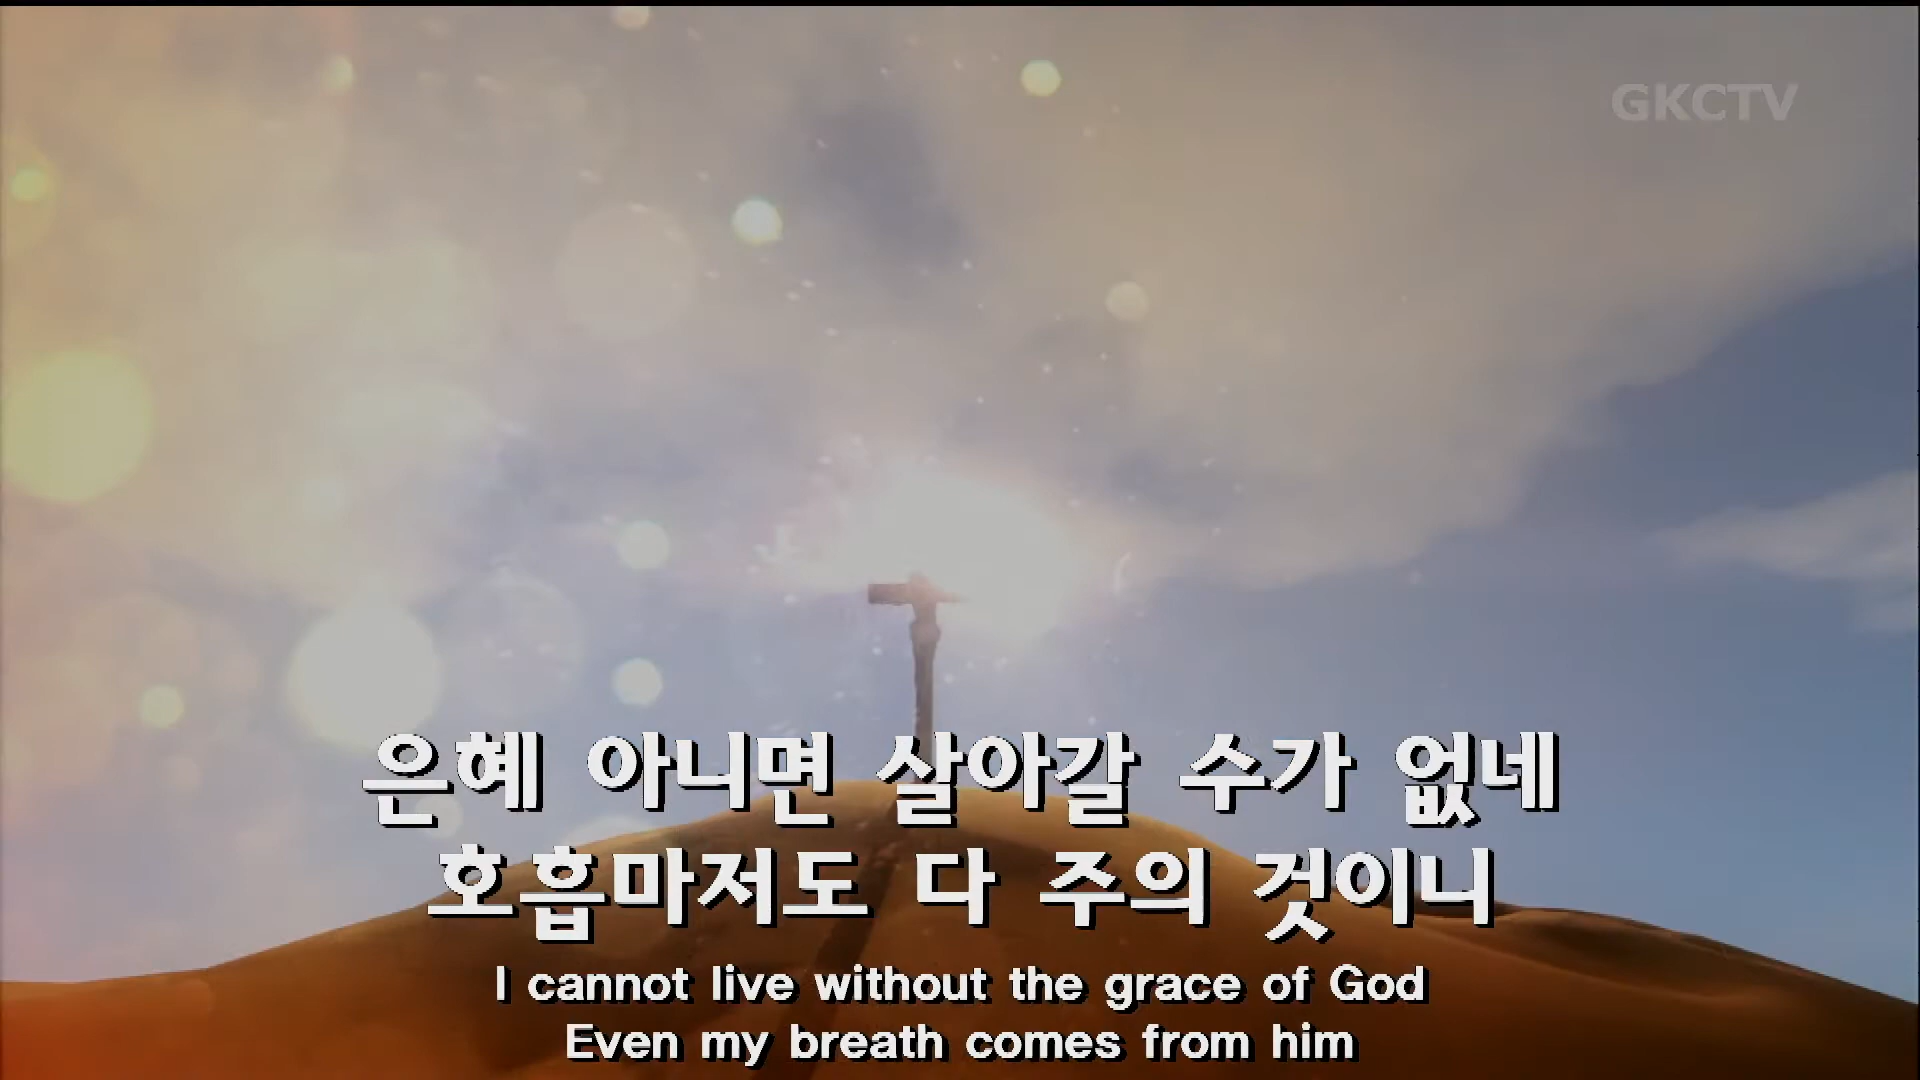 GKCTV
은혜 아니면 살아갈 수가 없네
호흡마저도 다 주의 것이니
I cannot live without the grace of God
Even my breath comes from him